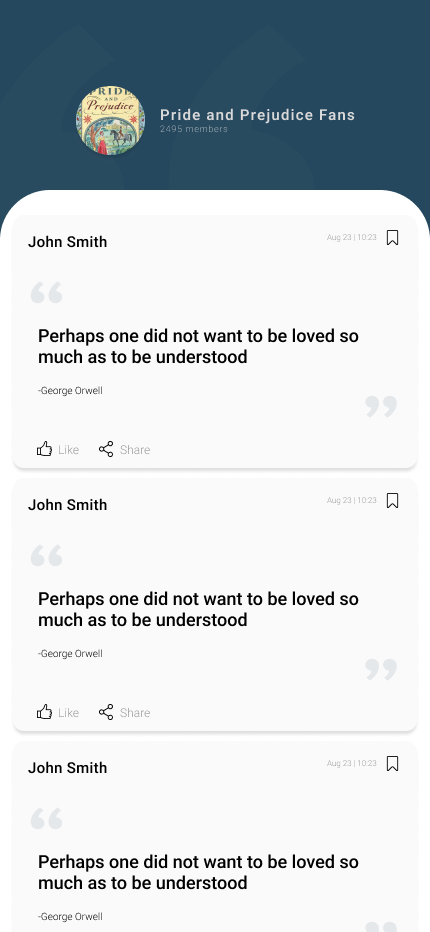 PRIDE
AND
Prejudice
Pride and Prejudice Fans
2495 members
John Smith
Aug 23 | 10:23
“
Perhaps one did not want to be loved so
much as to be understood
-George Orwell
”
Like
Share
John Smith
Aug 23 | 10:23
“
Perhaps one did not want to be loved so
much as to be understood
-George Orwell
”
Like
Share
John Smith
Aug 23 | 10:23
“
Perhaps one did not want to be loved so
much as to be understood
-George Orwell
”